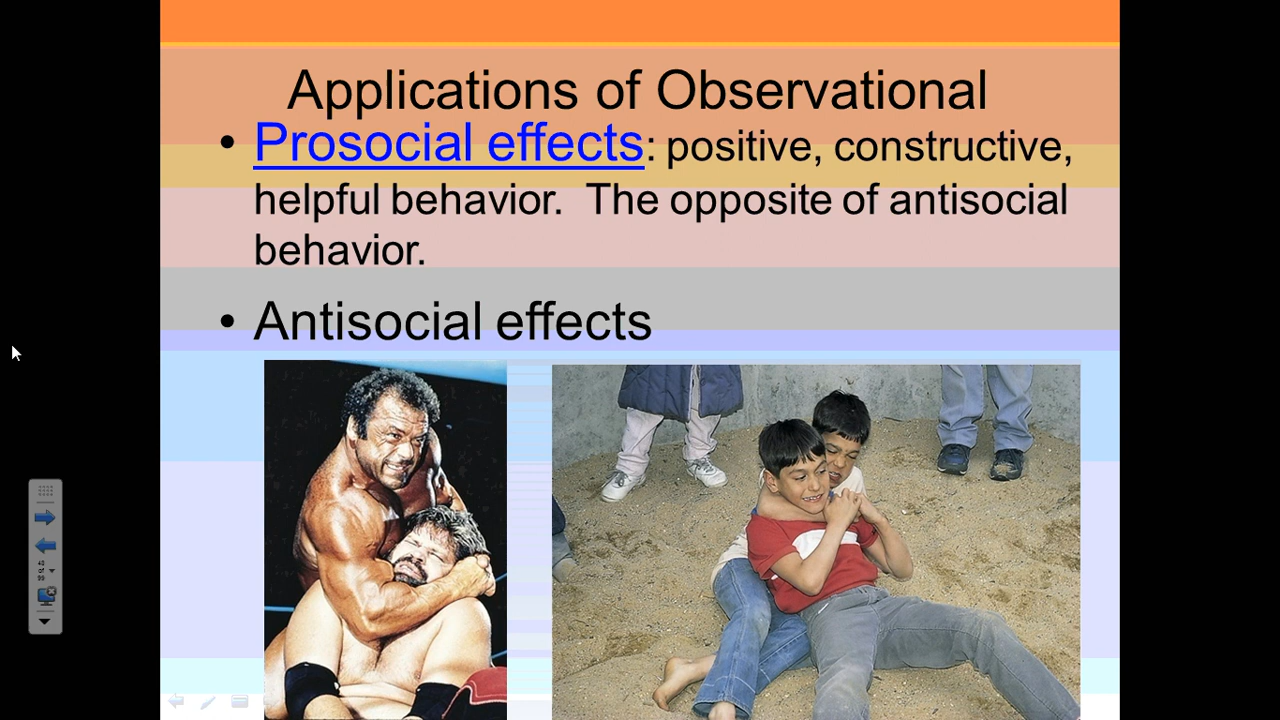 Applications of Observational
• Prosocial effects: positive, constructive,
helpful behavior.  The opposite of antisocial
behavior.
• Antisocial effects